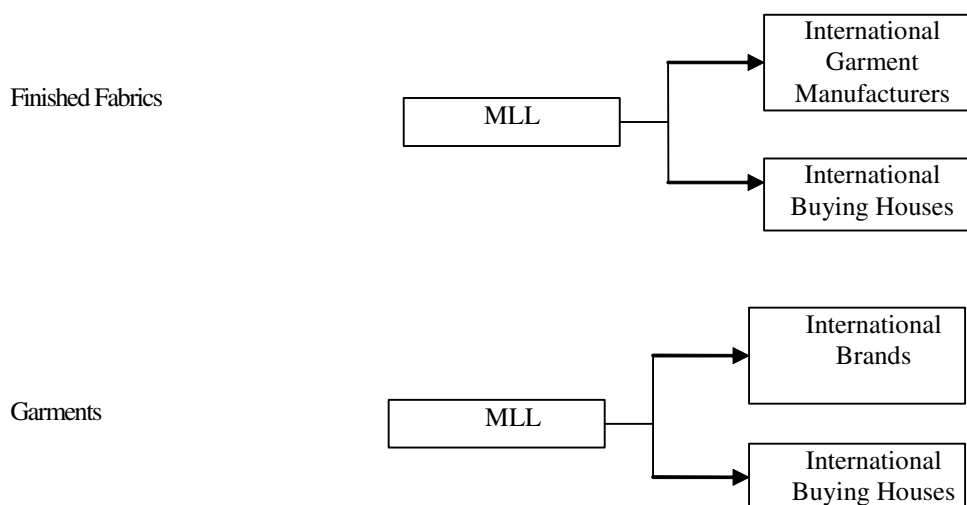 Finished Fabrics
MLL
International
Garment
Manufacturers
International
Buying Houses
Garments
MLL
International
Brands
International
Buying Houses